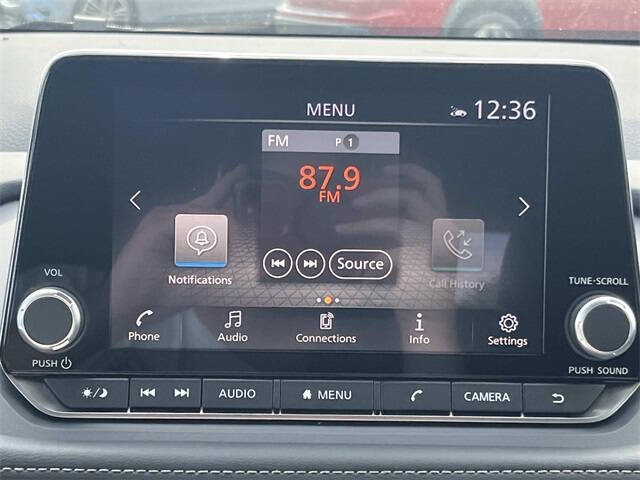 MENU
12:36
FM P 1
87.9
FM
Source
Notifications
Call History
VOL
PUSH
TUNE-SCROLL
PUSH SOUND
Phone Audio Connections Info Settings
AUDIO MENU CAMERA